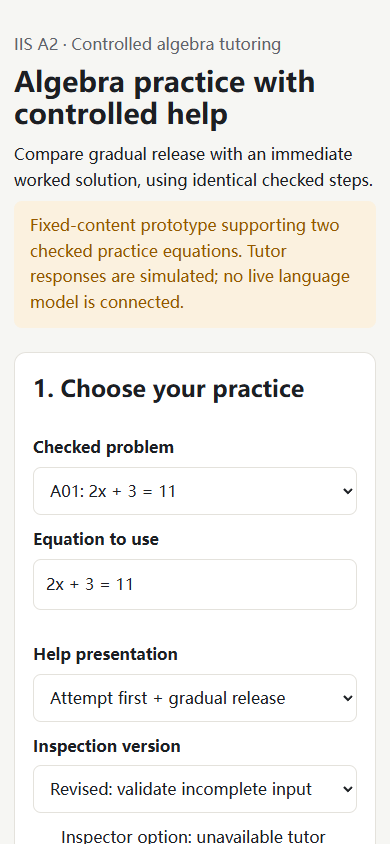 IIS A2 · Controlled algebra tutoring
Algebra practice with
controlled help
Compare gradual release with an immediate
worked solution, using identical checked steps.
Fixed-content prototype supporting two
checked practice equations. Tutor
responses are simulated; no live language
model is connected.
1. Choose your practice
Checked problem
A01: 2x + 3 = 11
Equation to use
2x + 3 = 11
Help presentation
Attempt first + gradual release
Inspection version
Revised: validate incomplete input
Inspector option: unavailable tutor